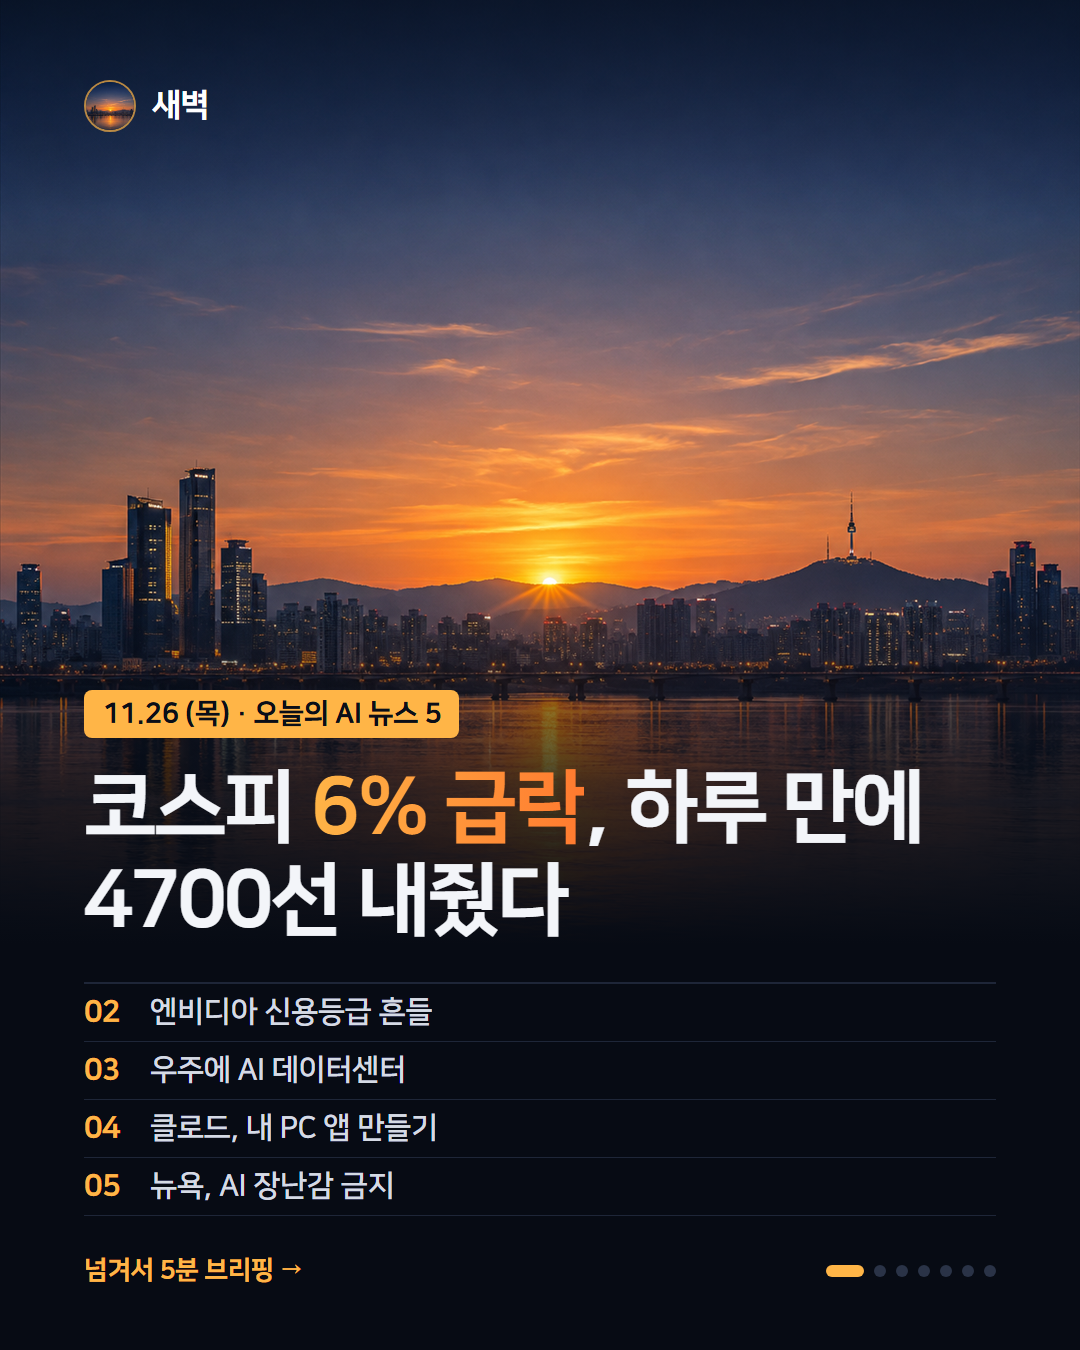 새벽
11.26 (목) · 오늘의 AI 뉴스 5
코스피 6% 급락, 하루 만에
4700선 내줬다
02 엔비디아 신용등급 흔들
03 우주에 AI 데이터센터
04 클로드, 내 PC 앱 만들기
05 뉴욕, AI 장난감 금지
넘겨서 5분 브리핑 →